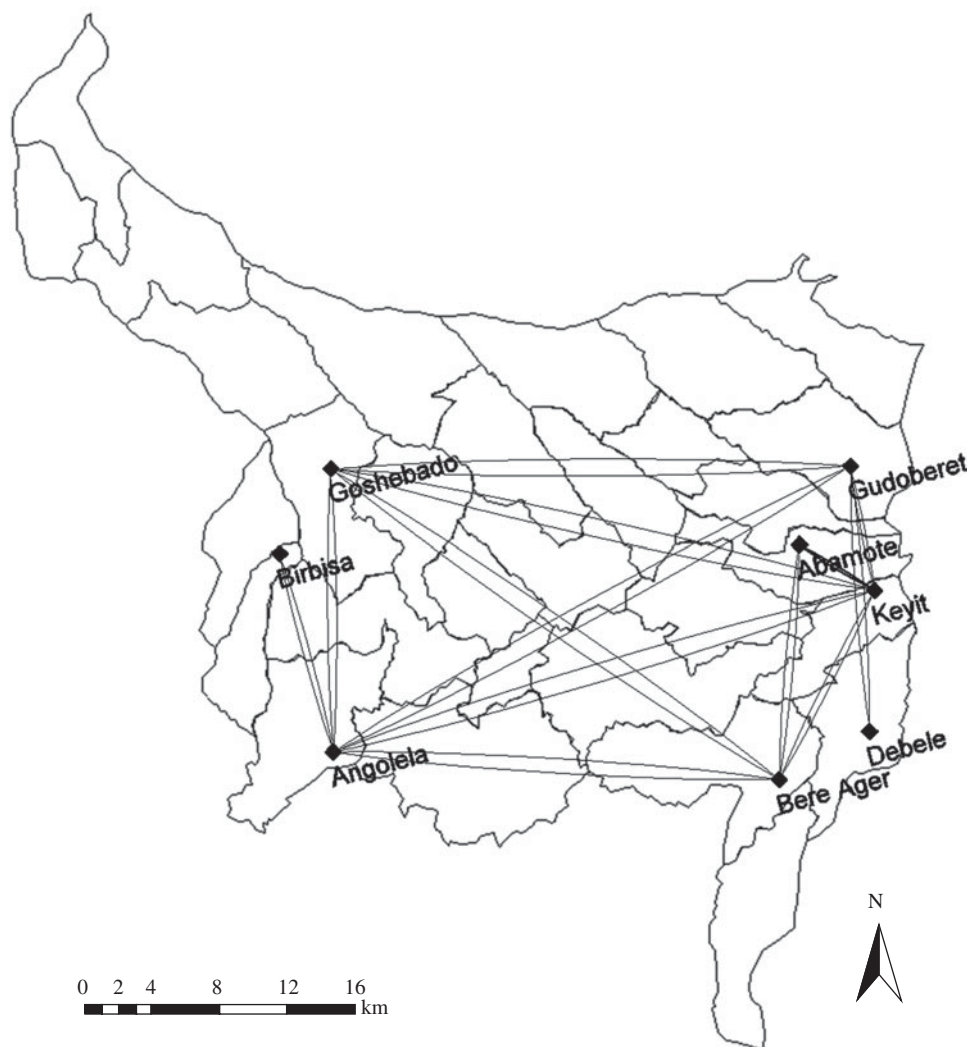 Goshebado
Gudoberet
Abamote
Birbisa
Keyit
Angolela
Debele
Bere Ager
N
0 2 4 8 12 16
km